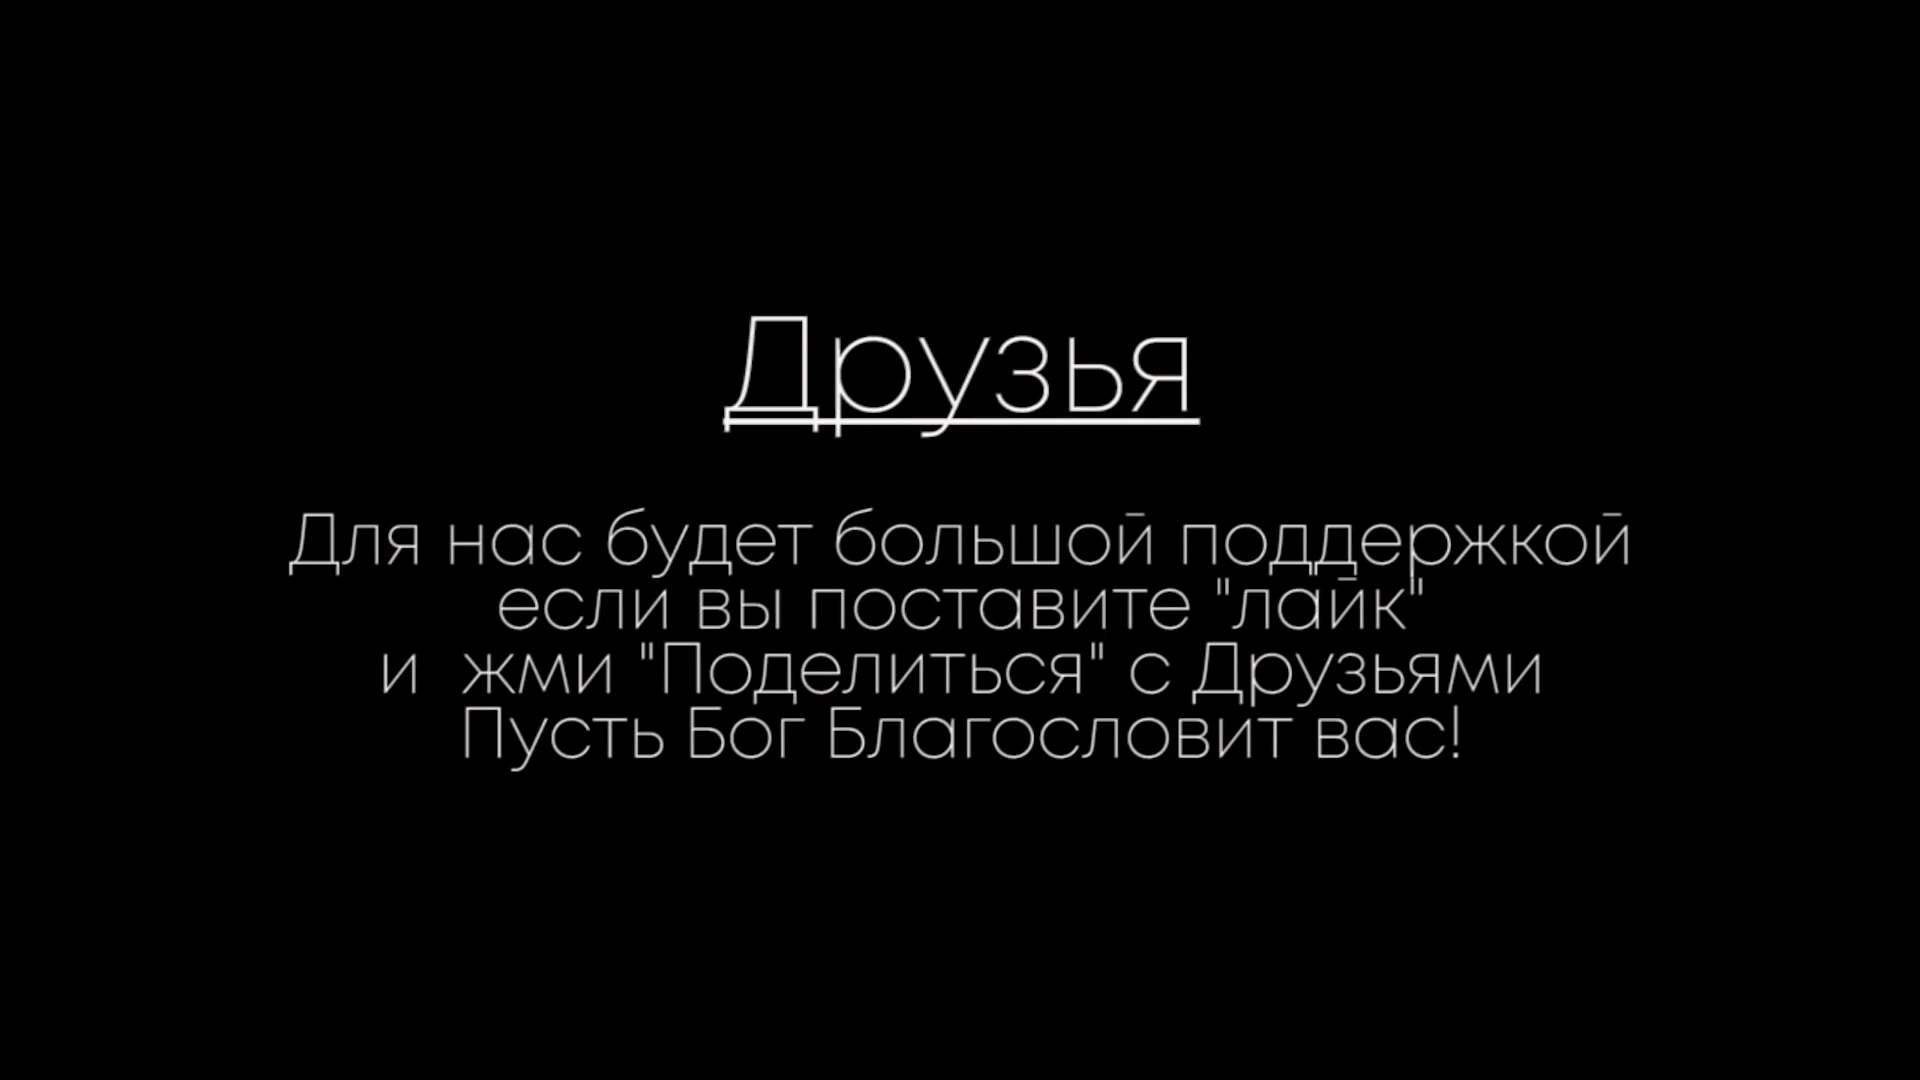 Друзья
Для нас будет большой поддержкой
если вы поставите "лайк"
и  жми "Поделиться" с Друзьями
Пусть Бог Благословит вас!